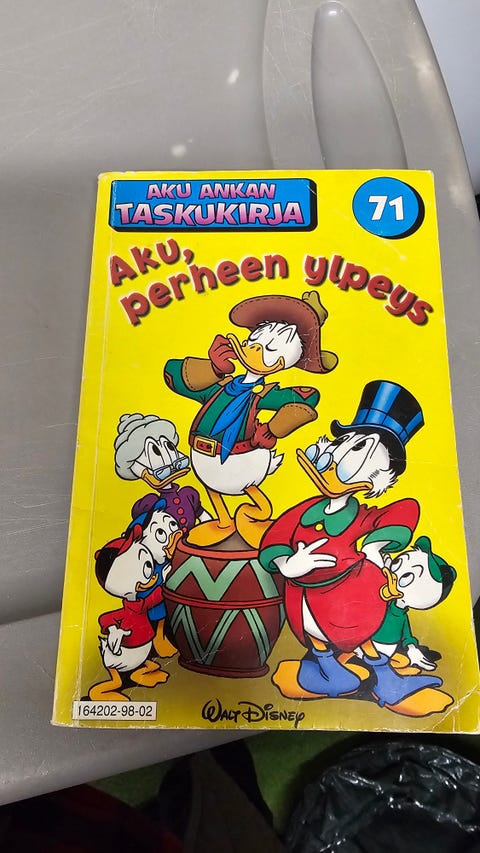 AKU ANKAN
TASKUKIRJA
71
Aku,
perheen ylpeys
164202-98-02
WALT DISNEY